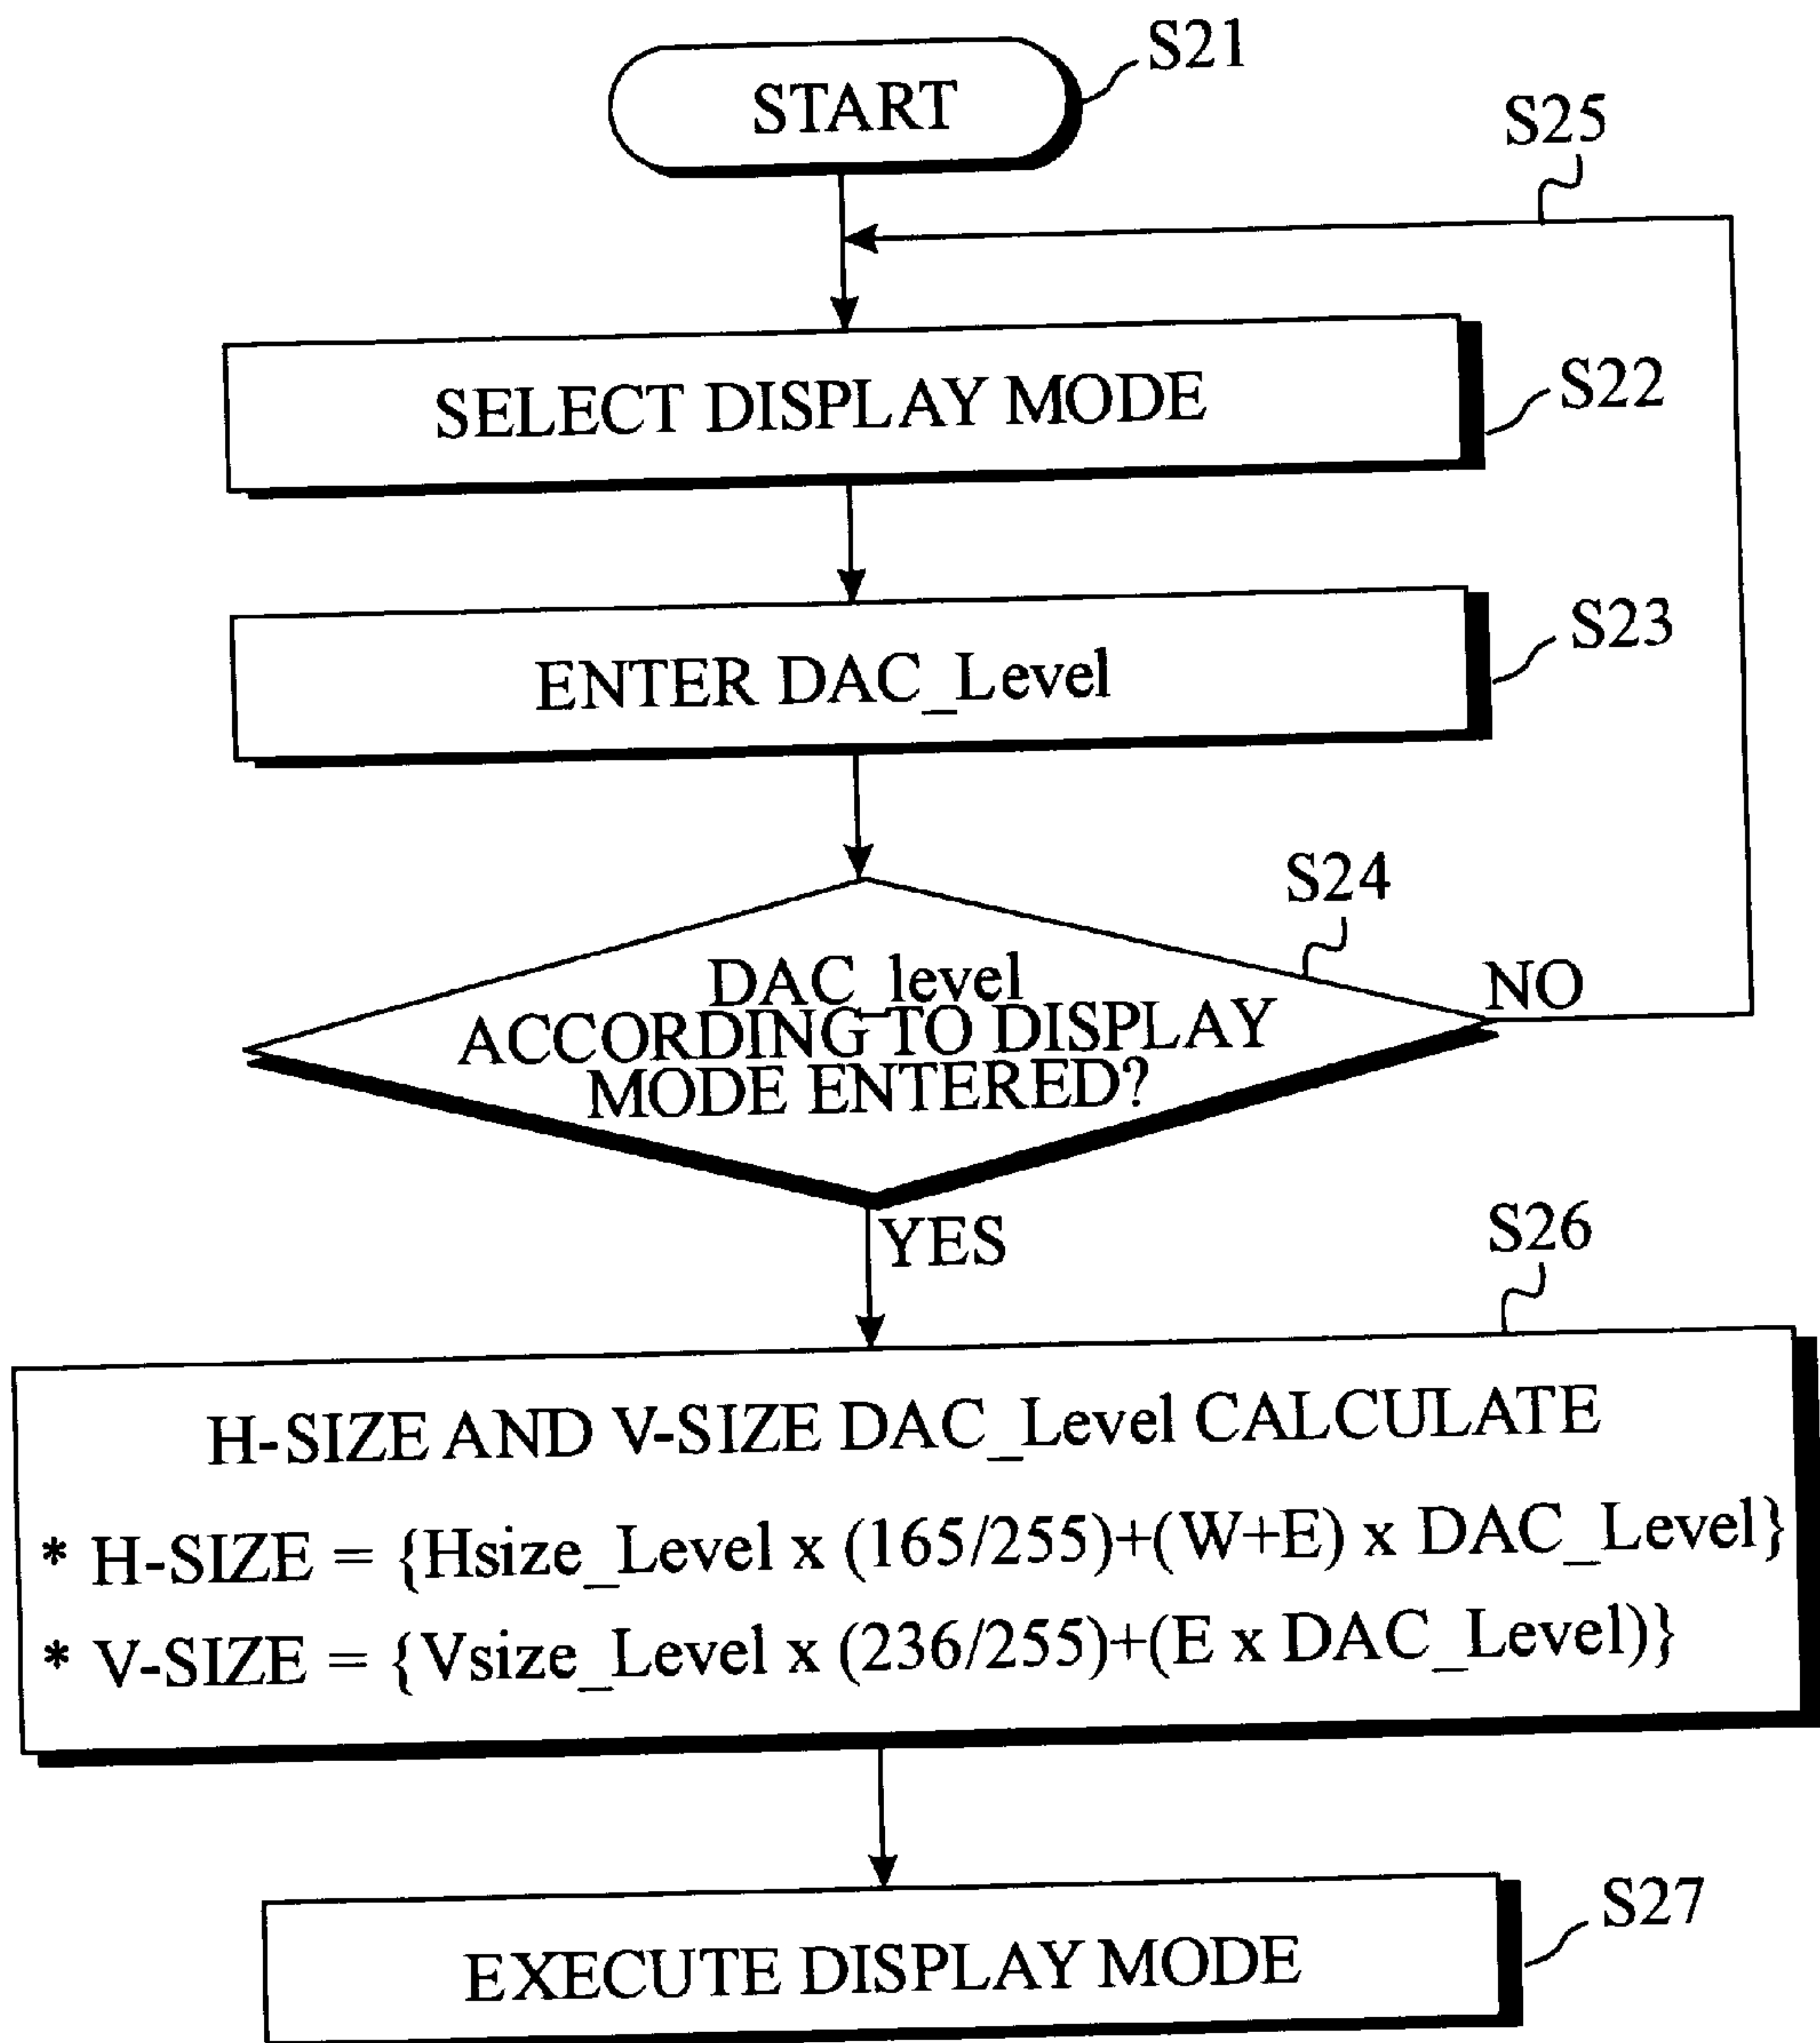 START
S21
S25
SELECT DISPLAY MODE
S22
ENTER DAC_Level
S23
S24
DAC_level
ACCORDING TO DISPLAY
MODE ENTERED?
NO
YES
S26
H-SIZE AND V-SIZE DAC_Level CALCULATE
* H-SIZE = {Hsize_Level x (165/255)+(W+E) x DAC_Level}
* V-SIZE = {Vsize_Level x (236/255)+(E x DAC_Level)}
EXECUTE DISPLAY MODE
S27